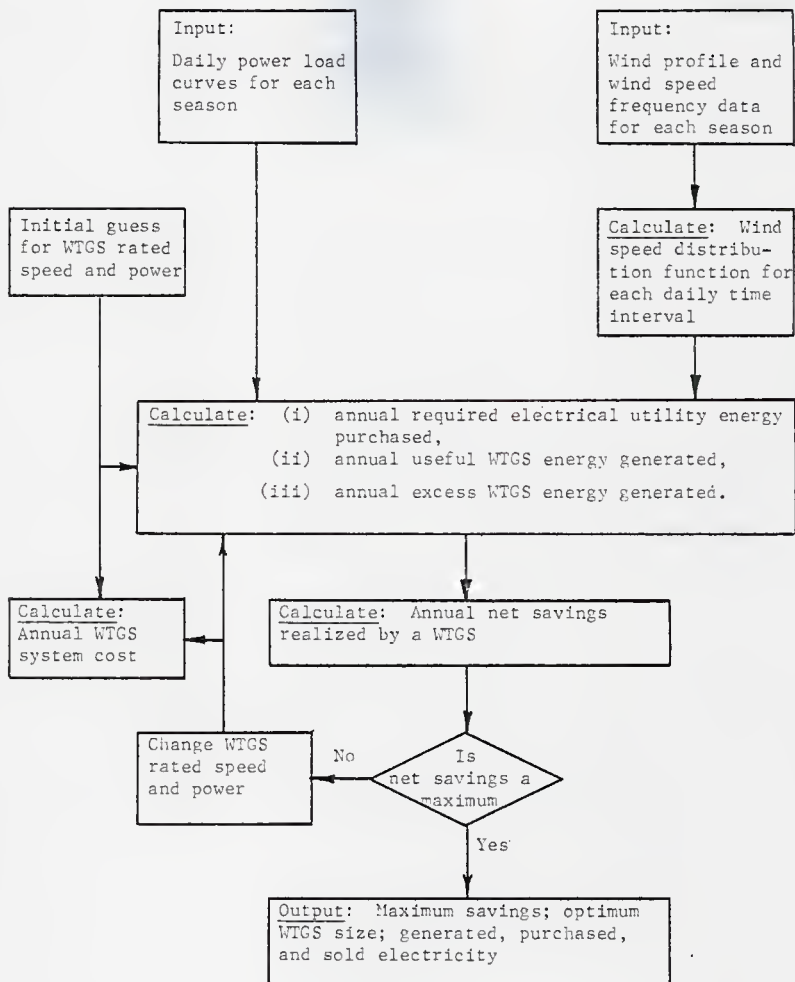 Input:
Daily power load
curves for each
season
Input:
Wind profile and
wind speed
frequency data
for each season
Initial guess
for WTGS rated
speed and power
Calculate: Wind
speed distribu-
tion function for
each daily time
interval
Calculate: (i) annual required electrical utility energy
purchased,
(ii) annual useful WTGS energy generated,
(iii) annual excess WTGS energy generated.
Calculate:
Annual WTGS
system cost
Calculate: Annual net savings
realized by a WTGS
Change WTGS
rated speed
and power
No
Is
net savings a
maximum
Yes
Output: Maximum savings; optimum
WTGS size; generated, purchased,
and sold electricity